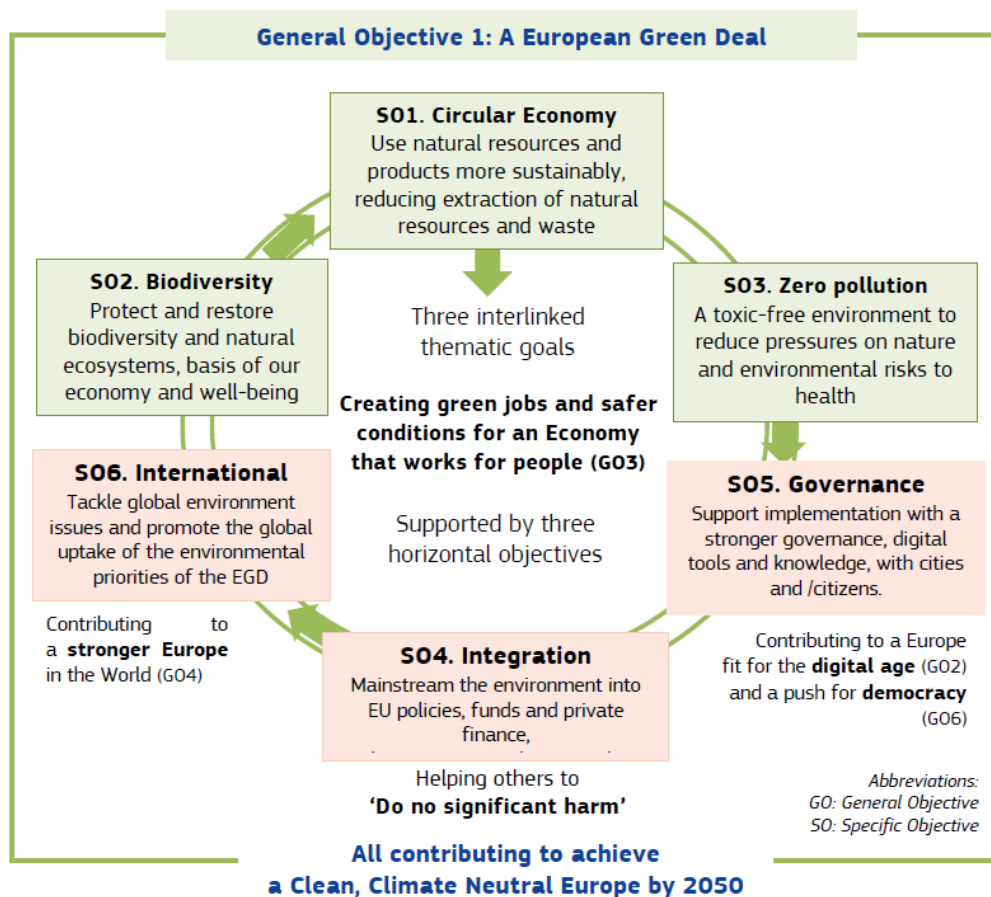 General Objective 1: A European Green Deal
SO1. Circular Economy
Use natural resources and
products more sustainably,
reducing extraction of natural
resources and waste
SO2. Biodiversity
Protect and restore
biodiversity and natural
ecosystems, basis of our
economy and well-being
SO3. Zero pollution
A toxic-free environment to
reduce pressures on nature
and environmental risks to
health
Three interlinked
thematic goals
Creating green jobs and safer
conditions for an Economy
that works for people (GO3)
Supported by three
horizontal objectives
SO6. International
Tackle global environment
issues and promote the global
uptake of the environmental
priorities of the EGD
SO5. Governance
Support implementation with a
stronger governance, digital
tools and knowledge, with cities
and /citizens.
Contributing to
a stronger Europe
in the World (GO4)
SO4. Integration
Mainstream the environment into
EU policies, funds and private
finance,
Contributing to a Europe
fit for the digital age (GO2)
and a push for democracy
(GO6)
Helping others to
‘Do no significant harm’
Abbreviations:
GO: General Objective
SO: Specific Objective
All contributing to achieve
a Clean, Climate Neutral Europe by 2050